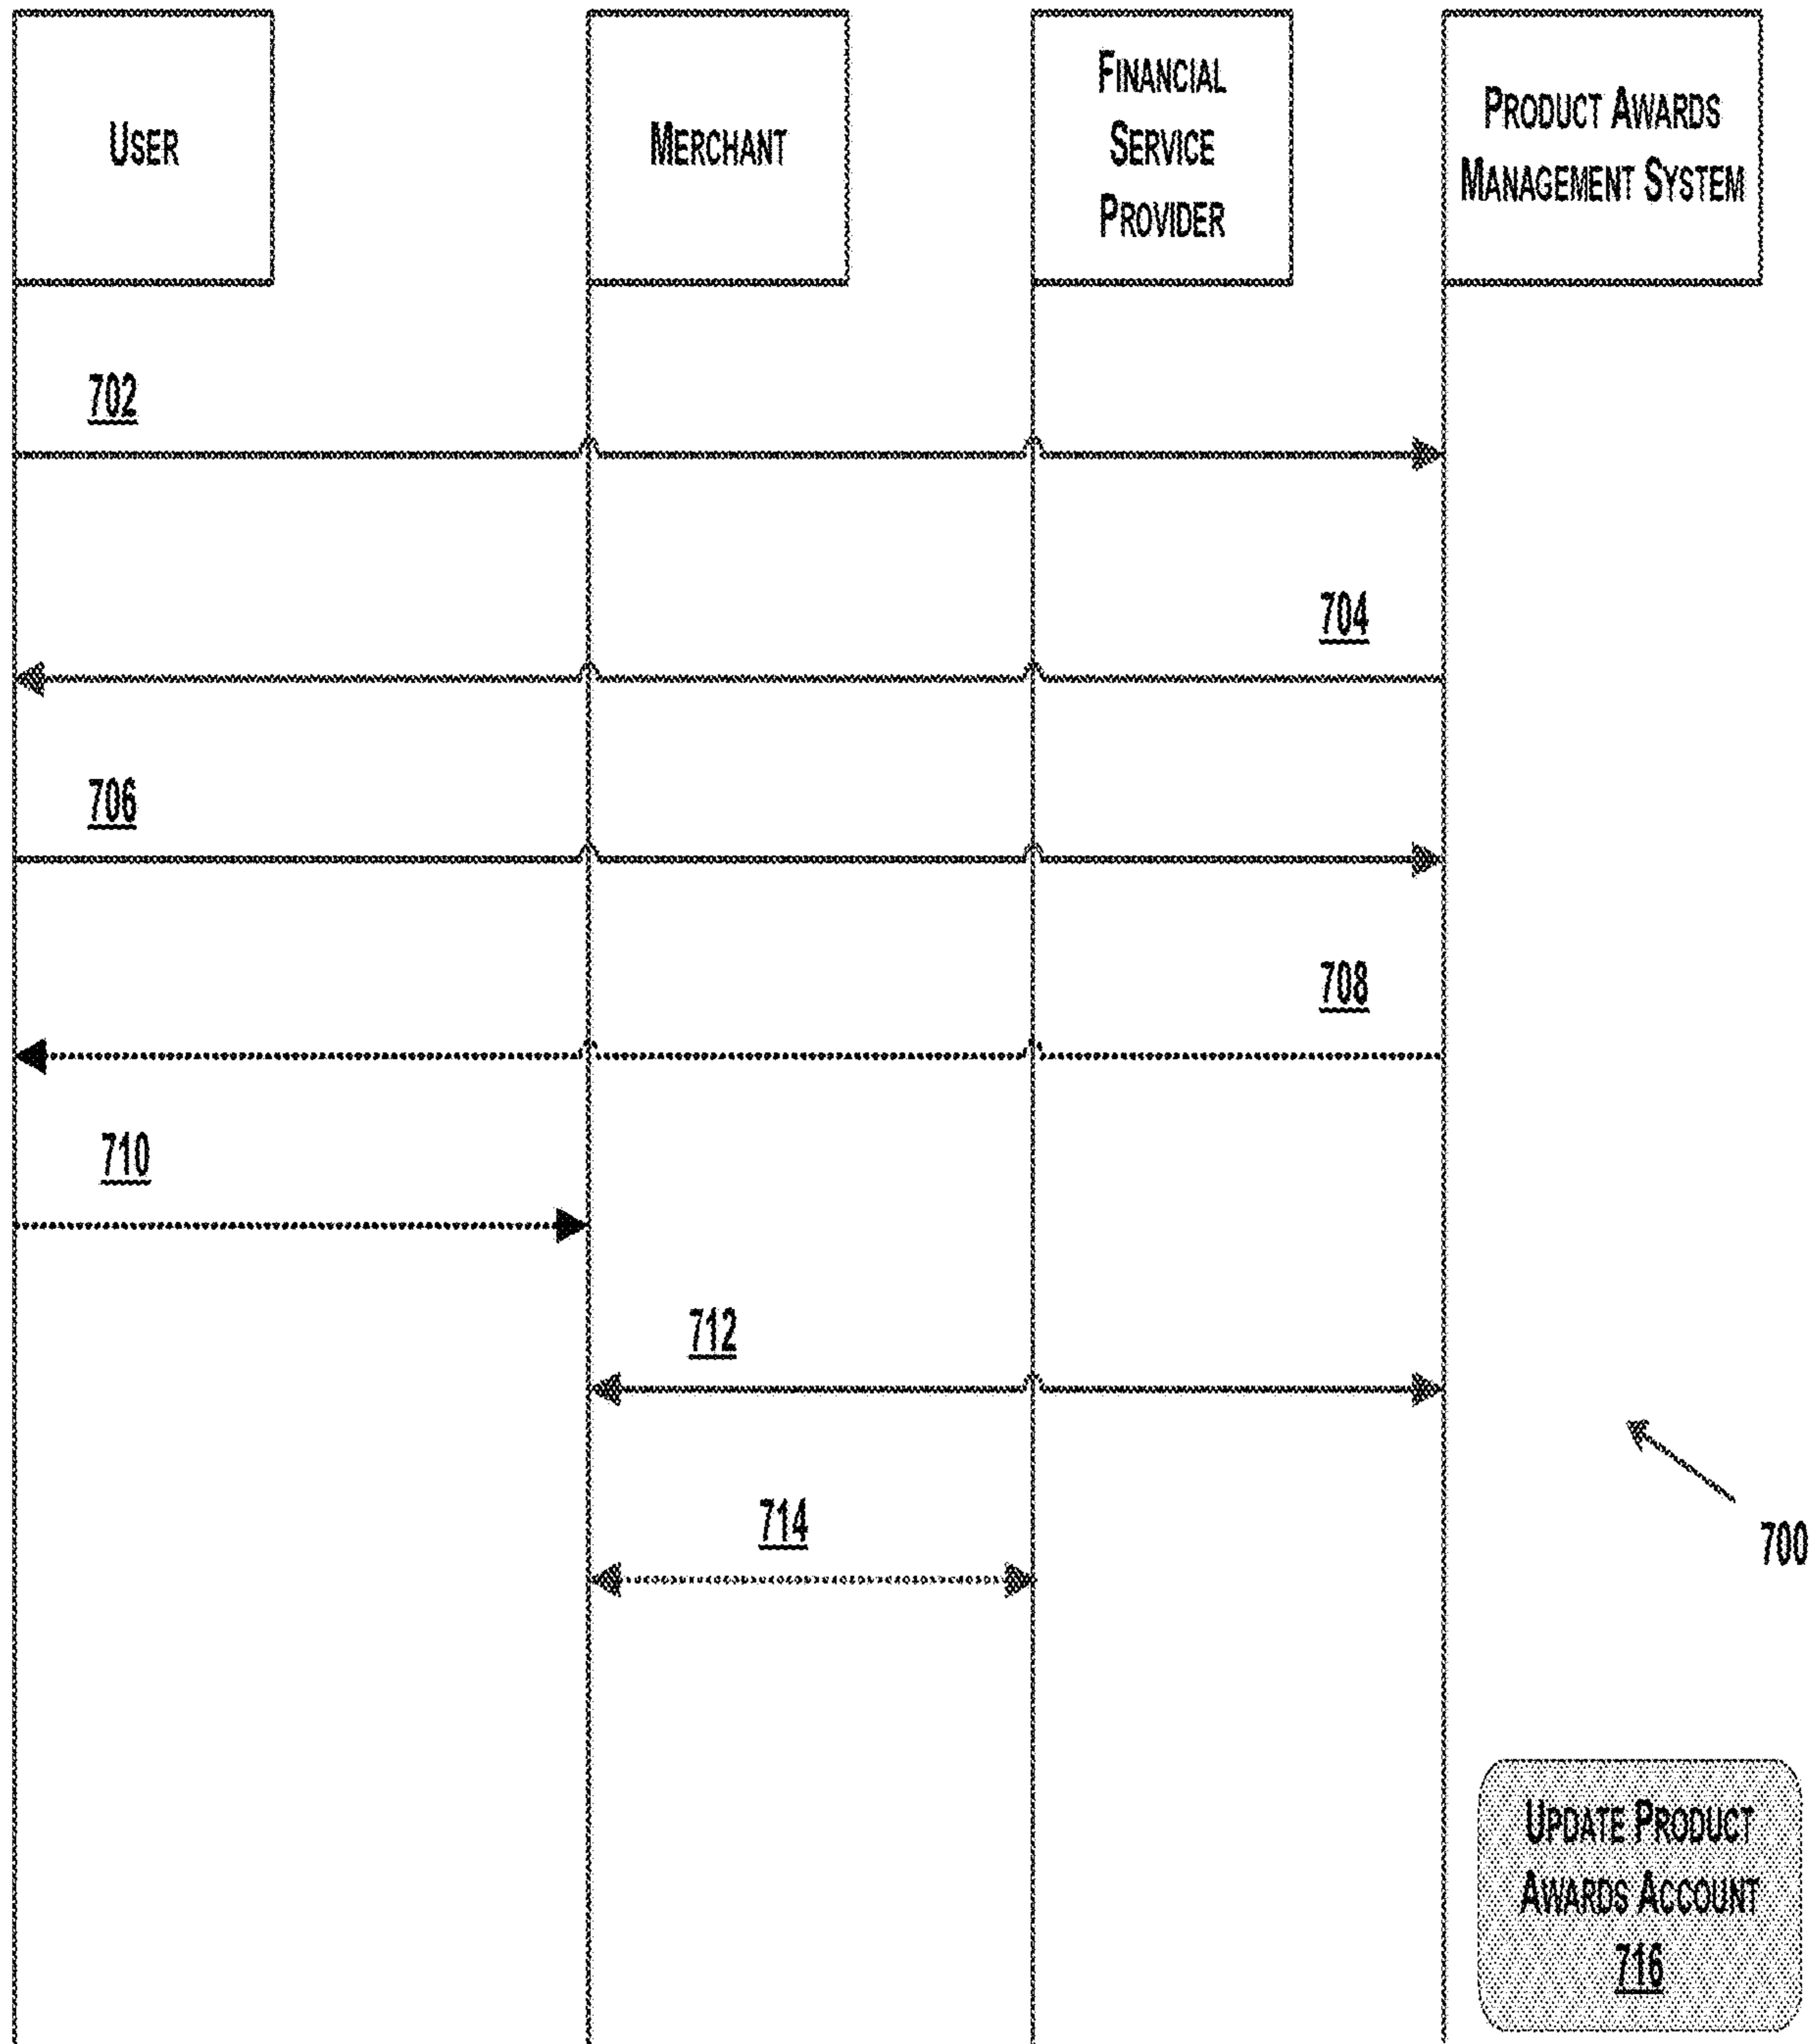 USER
MERCHANT
FINANCIAL
SERVICE
PROVIDER
PRODUCT AWARDS
MANAGEMENT SYSTEM
702
704
706
708
710
712
714
700
UPDATE PRODUCT
AWARDS ACCOUNT
716